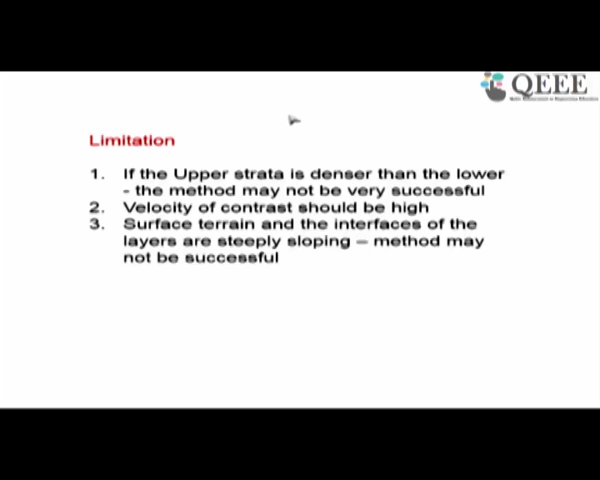 QEEE
Limitation
1. If the Upper strata is denser than the lower
- the method may not be very successful
2. Velocity of contrast should be high
3. Surface terrain and the interfaces of the
layers are steeply sloping – method may
not be successful